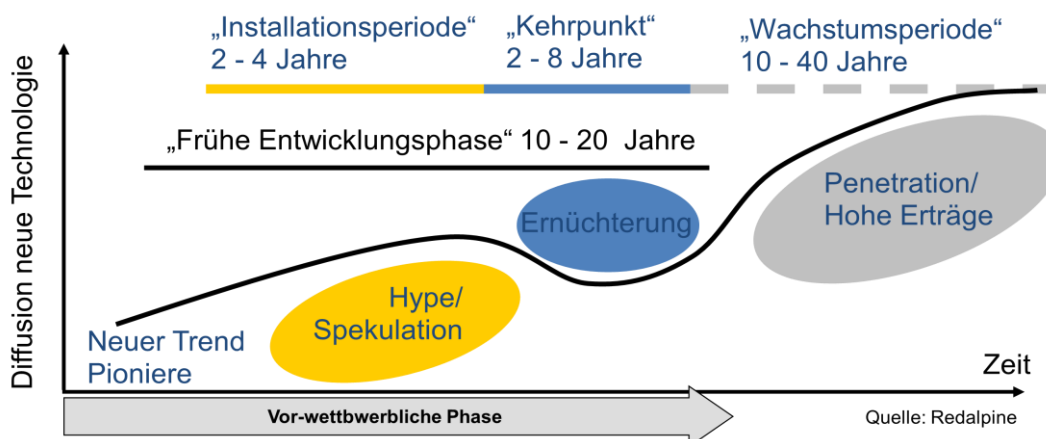 „Installationsperiode“
2 - 4 Jahre
„Kehrpunkt“
2 - 8 Jahre
„Wachstumsperiode“
10 - 40 Jahre
„Frühe Entwicklungsphase“ 10 - 20 Jahre
Diffusion neue Technologie
Ernüchterung
Penetration/
Hohe Erträge
Hype/
Spekulation
Neuer Trend
Pioniere
Zeit
Vor-wettbwerbliche Phase
Quelle: Redalpine